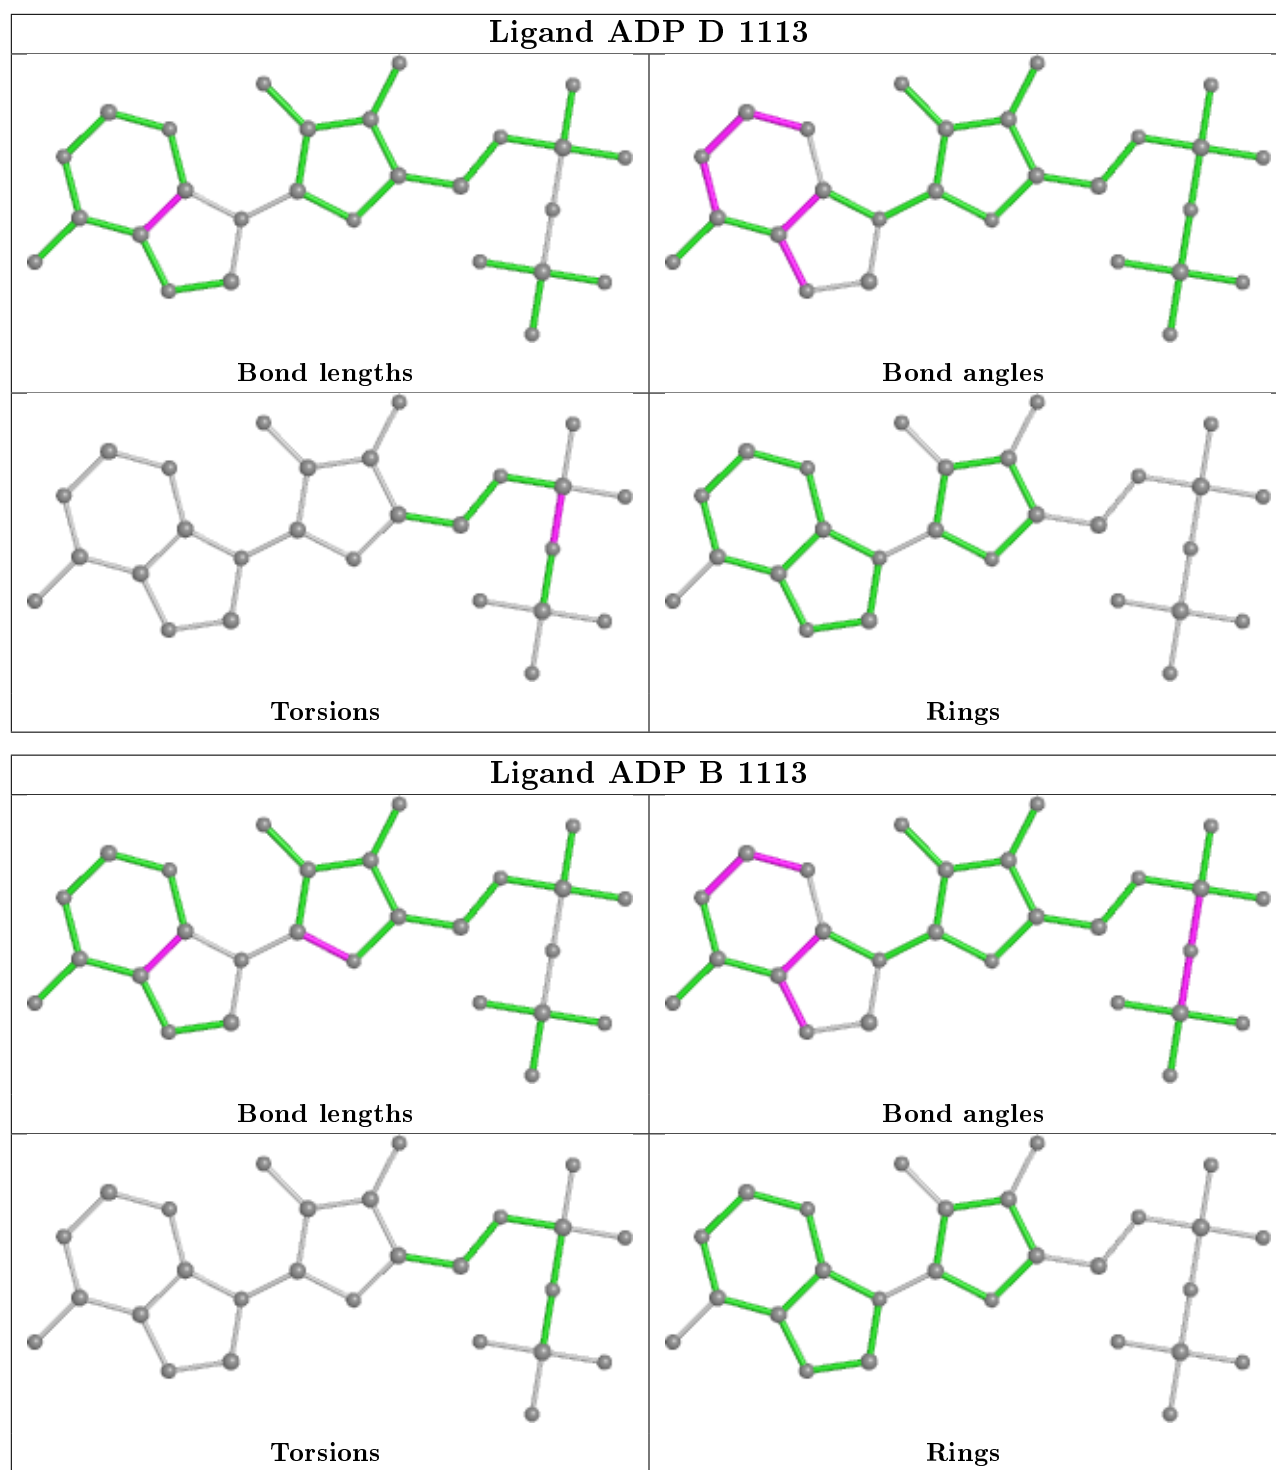 Ligand ADP D 1113
Bond lengths
Bond angles
Torsions
Rings
Ligand ADP B 1113
Bond lengths
Bond angles
Torsions
Rings